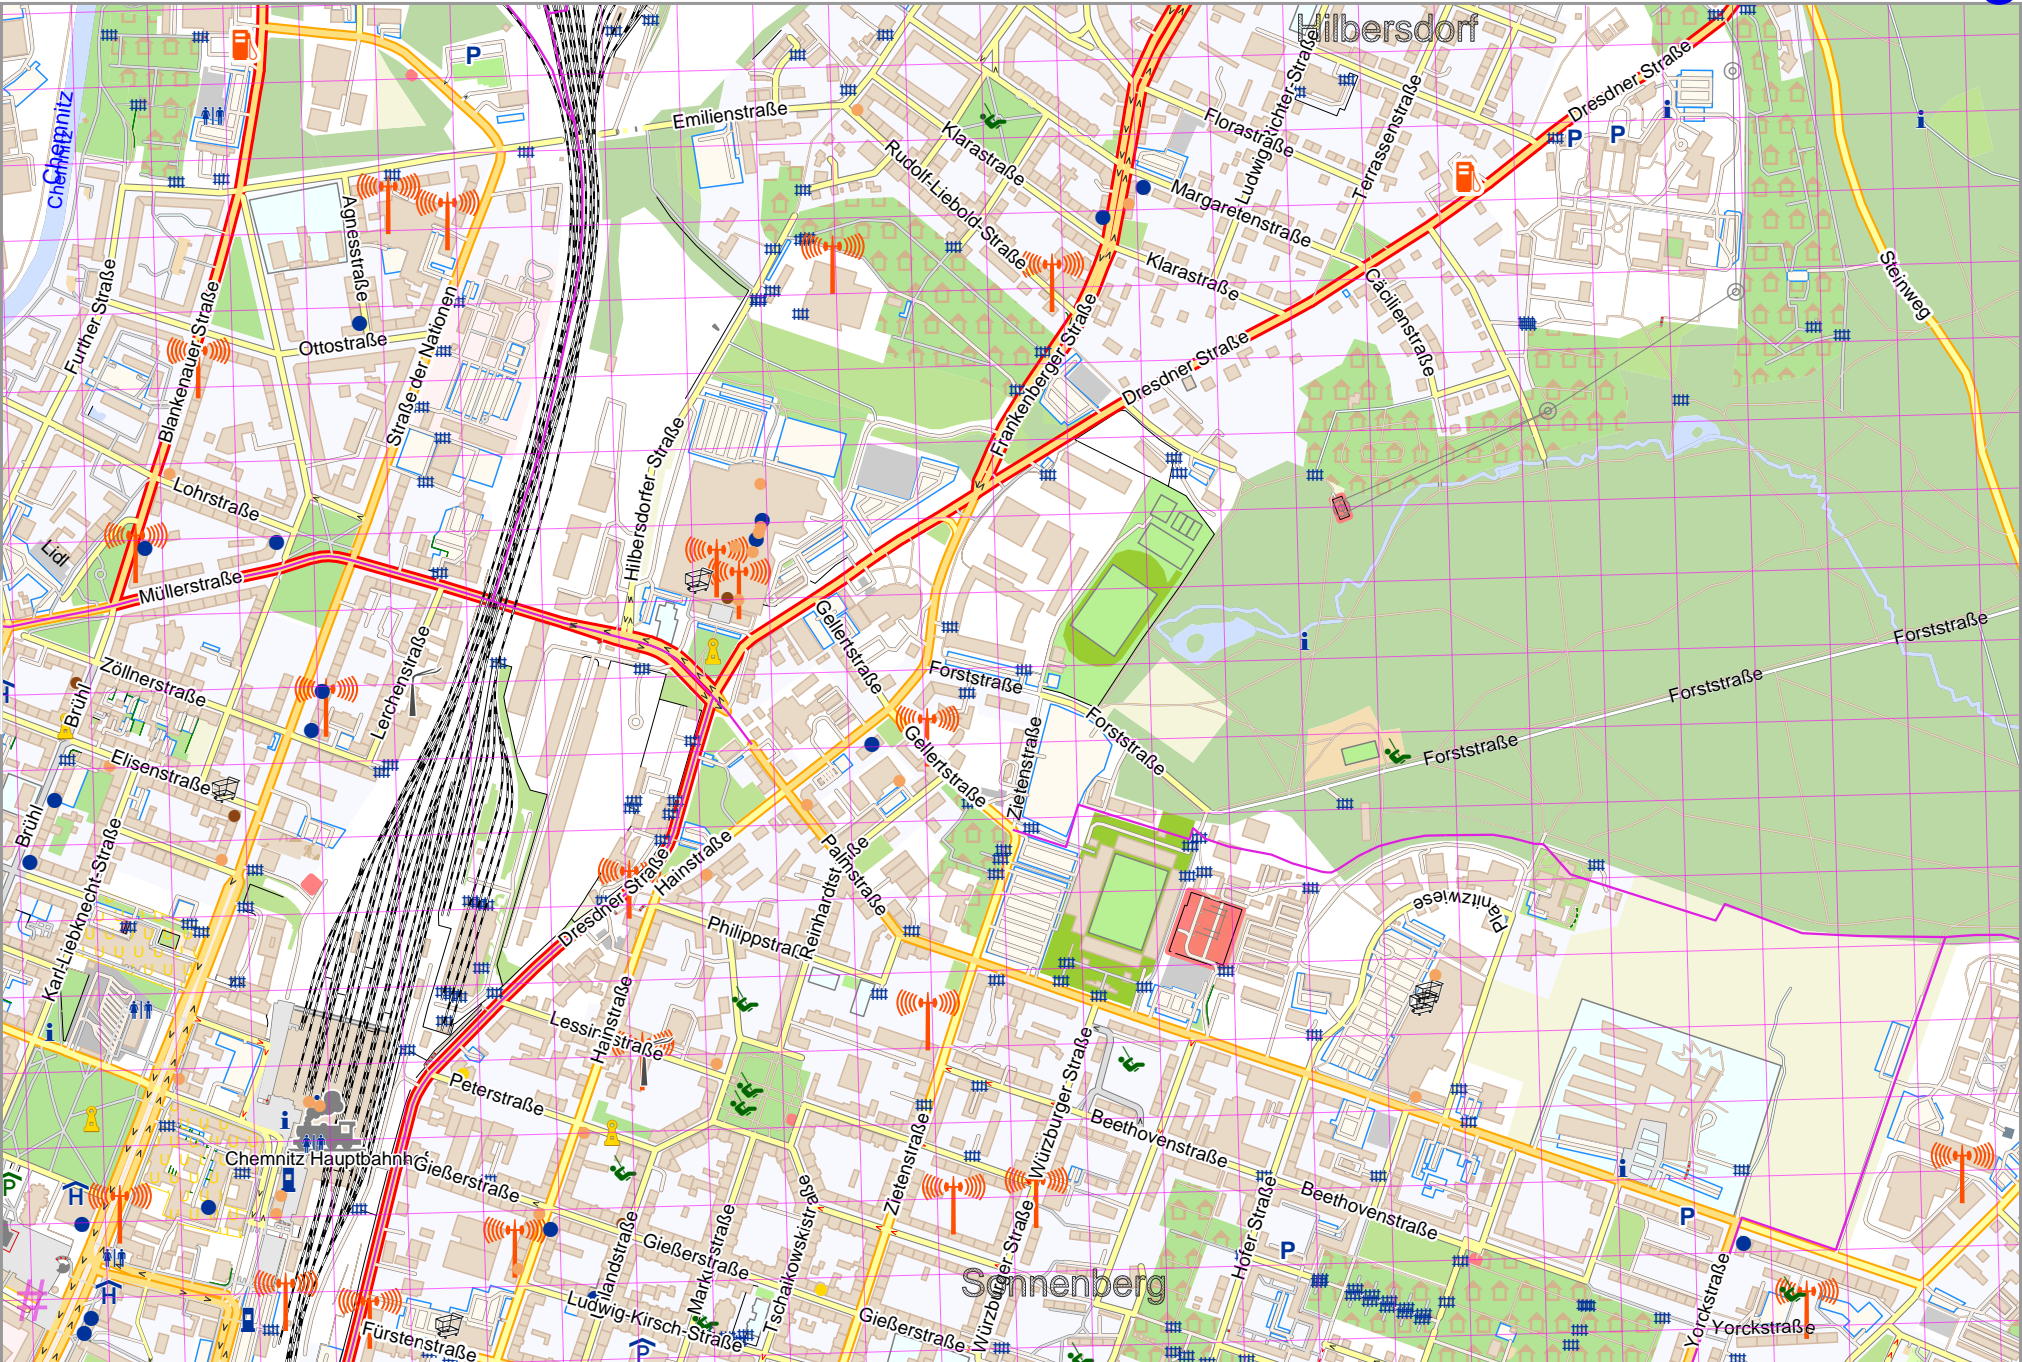 Hilbersdorf
Chemnitz
Chemnitz
P
Emilienstraße
Klarastraße
Rudolf-Liebold-Straße
Florastraße
Terrassenstraße
Dresdner-Straße
P
P
i
i
Margaretenstraße
Klarastraße
Cäcilienstraße
Steinweg
Further-Straße
Blankenauer-Straße
Agnesstraße
Ottostraße
Straße-der-Nationen
Frankenberger-Straße
Dresdner-Straße
Hilbersdorfer-Straße
Lohrstraße
Lidl
Müllerstraße
Gellertstraße
Forststraße
i
Forststraße
Forststraße
Forststraße
Forststraße
Zöllnerstraße
Brühl
Lerchenstraße
H
Elisenstraße
Brühl
Karl-Liebknecht-Straße
Gellertstraße
Zietenstraße
Palmstraße
Hainstraße
Dresdner-Straße
Philippstraße
Reinhardtstraße
Planitzwiese
Hainstraße
Lessingstraße
Peterstraße
i
i
Chemnitz Hauptbahnhof
Gießerstraße
P
H
H
Zietenstraße
Würzburger-Straße
Beethovenstraße
Beethovenstraße
Hofer-Straße
i
P
P
Gießerstraße
Tschaikowskistraße
Markusstraße
Uhlandstraße
Ludwig-Kirsch-Straße
P
Gießerstraße
Sonnenberg
Würzburger-Straße
Fürstenstraße
Yorckstraße
Yorckstraße